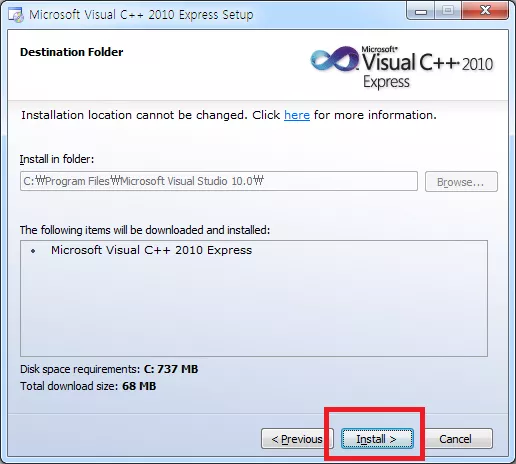 Microsoft Visual C++ 2010 Express Setup
Destination Folder
Microsoft®
Visual C++ 2010
Express
Installation location cannot be changed. Click here for more information.
Install in folder:
C:₩Program Files₩Microsoft Visual Studio 10.0₩
Browse...
The following items will be downloaded and installed:
• Microsoft Visual C++ 2010 Express
Disk space requirements: C: 737 MB
Total download size: 68 MB
< Previous Install > Cancel